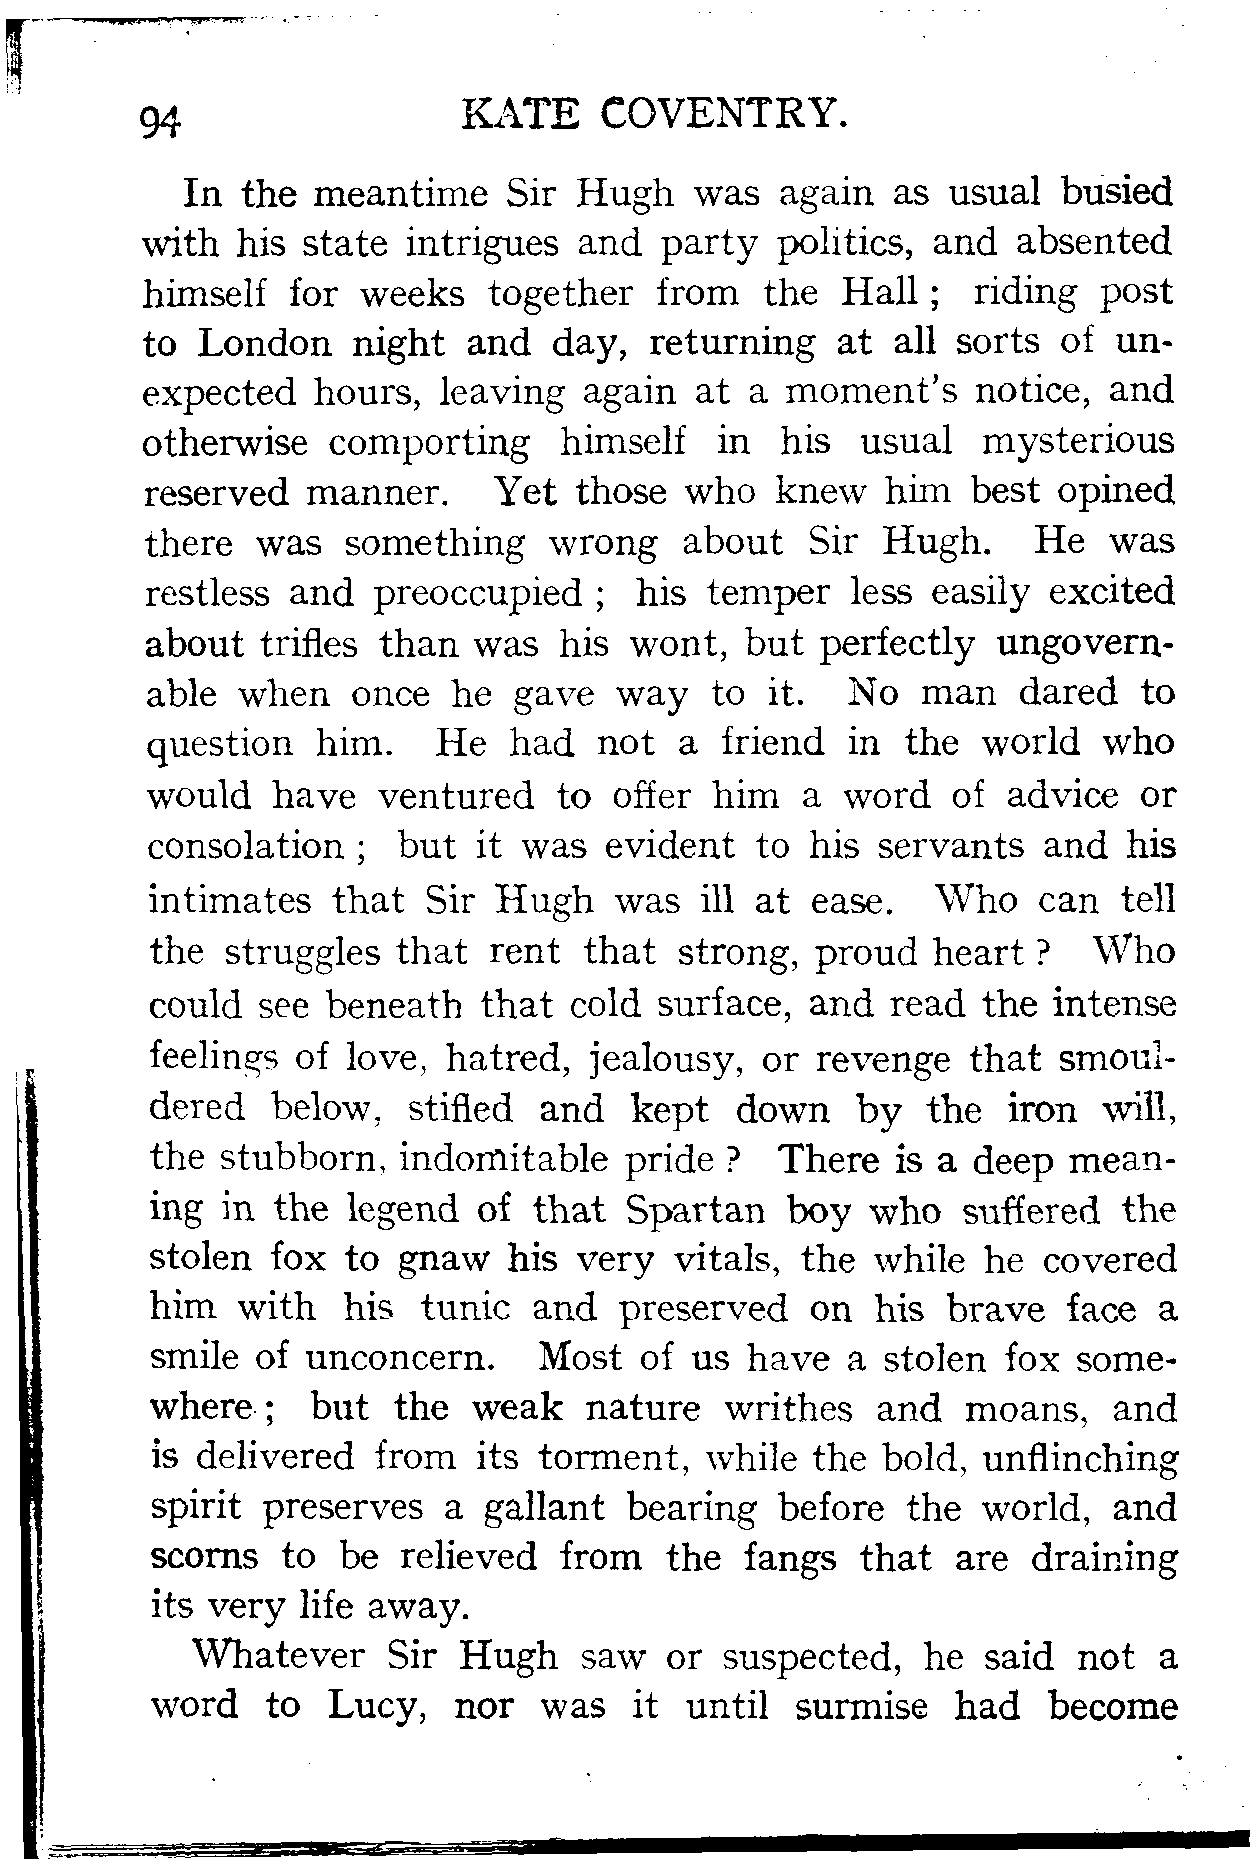 94 KATE COVENTRY.
In the meantime Sir Hugh was again as usual busied
with his state intrigues and party politics, and absented
himself for weeks together from the Hall ; riding post
to London night and day, returning at all sorts of un-
expected hours, leaving again at a moment's notice, and
otherwise comporting himself in his usual mysterious
reserved manner. Yet those who knew him best opined
there was something wrong about Sir Hugh. He was
restless and preoccupied ; his temper less easily excited
about trifles than was his wont, but perfectly ungovern-
able when once he gave way to it. No man dared to
question him. He had not a friend in the world who
would have ventured to offer him a word of advice or
consolation ; but it was evident to his servants and his
intimates that Sir Hugh was ill at ease. Who can tell
the struggles that rent that strong, proud heart ? Who
could see beneath that cold surface, and read the intense
feelings of love, hatred, jealousy, or revenge that smoul-
dered below, stifled and kept down by the iron will,
the stubborn, indomitable pride ? There is a deep mean-
ing in the legend of that Spartan boy who suffered the
stolen fox to gnaw his very vitals, the while he covered
him with his tunic and preserved on his brave face a
smile of unconcern. Most of us have a stolen fox some-
where ; but the weak nature writhes and moans, and
is delivered from its torment, while the bold, unflinching
spirit preserves a gallant bearing before the world, and
scorns to be relieved from the fangs that are draining
its very life away.
Whatever Sir Hugh saw or suspected, he said not a
word to Lucy, nor was it until surmise had become